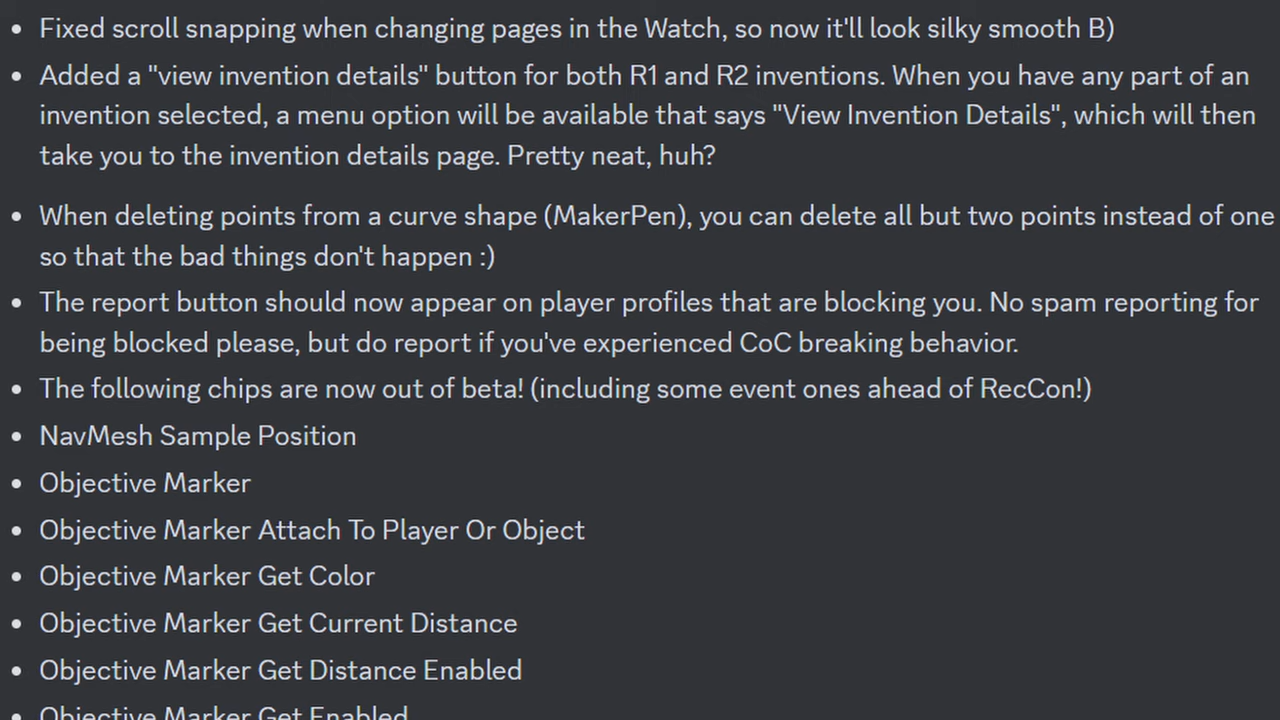 • Fixed scroll snapping when changing pages in the Watch, so now it'll look silky smooth B)
• Added a "view invention details" button for both R1 and R2 inventions. When you have any part of an
invention selected, a menu option will be available that says "View Invention Details", which will then
take you to the invention details page. Pretty neat, huh?
• When deleting points from a curve shape (MakerPen), you can delete all but two points instead of one
so that the bad things don't happen :)
• The report button should now appear on player profiles that are blocking you. No spam reporting for
being blocked please, but do report if you've experienced CoC breaking behavior.
• The following chips are now out of beta! (including some event ones ahead of RecCon!)
• NavMesh Sample Position
• Objective Marker
• Objective Marker Attach To Player Or Object
• Objective Marker Get Color
• Objective Marker Get Current Distance
• Objective Marker Get Distance Enabled
• Objective Marker Get Enabled